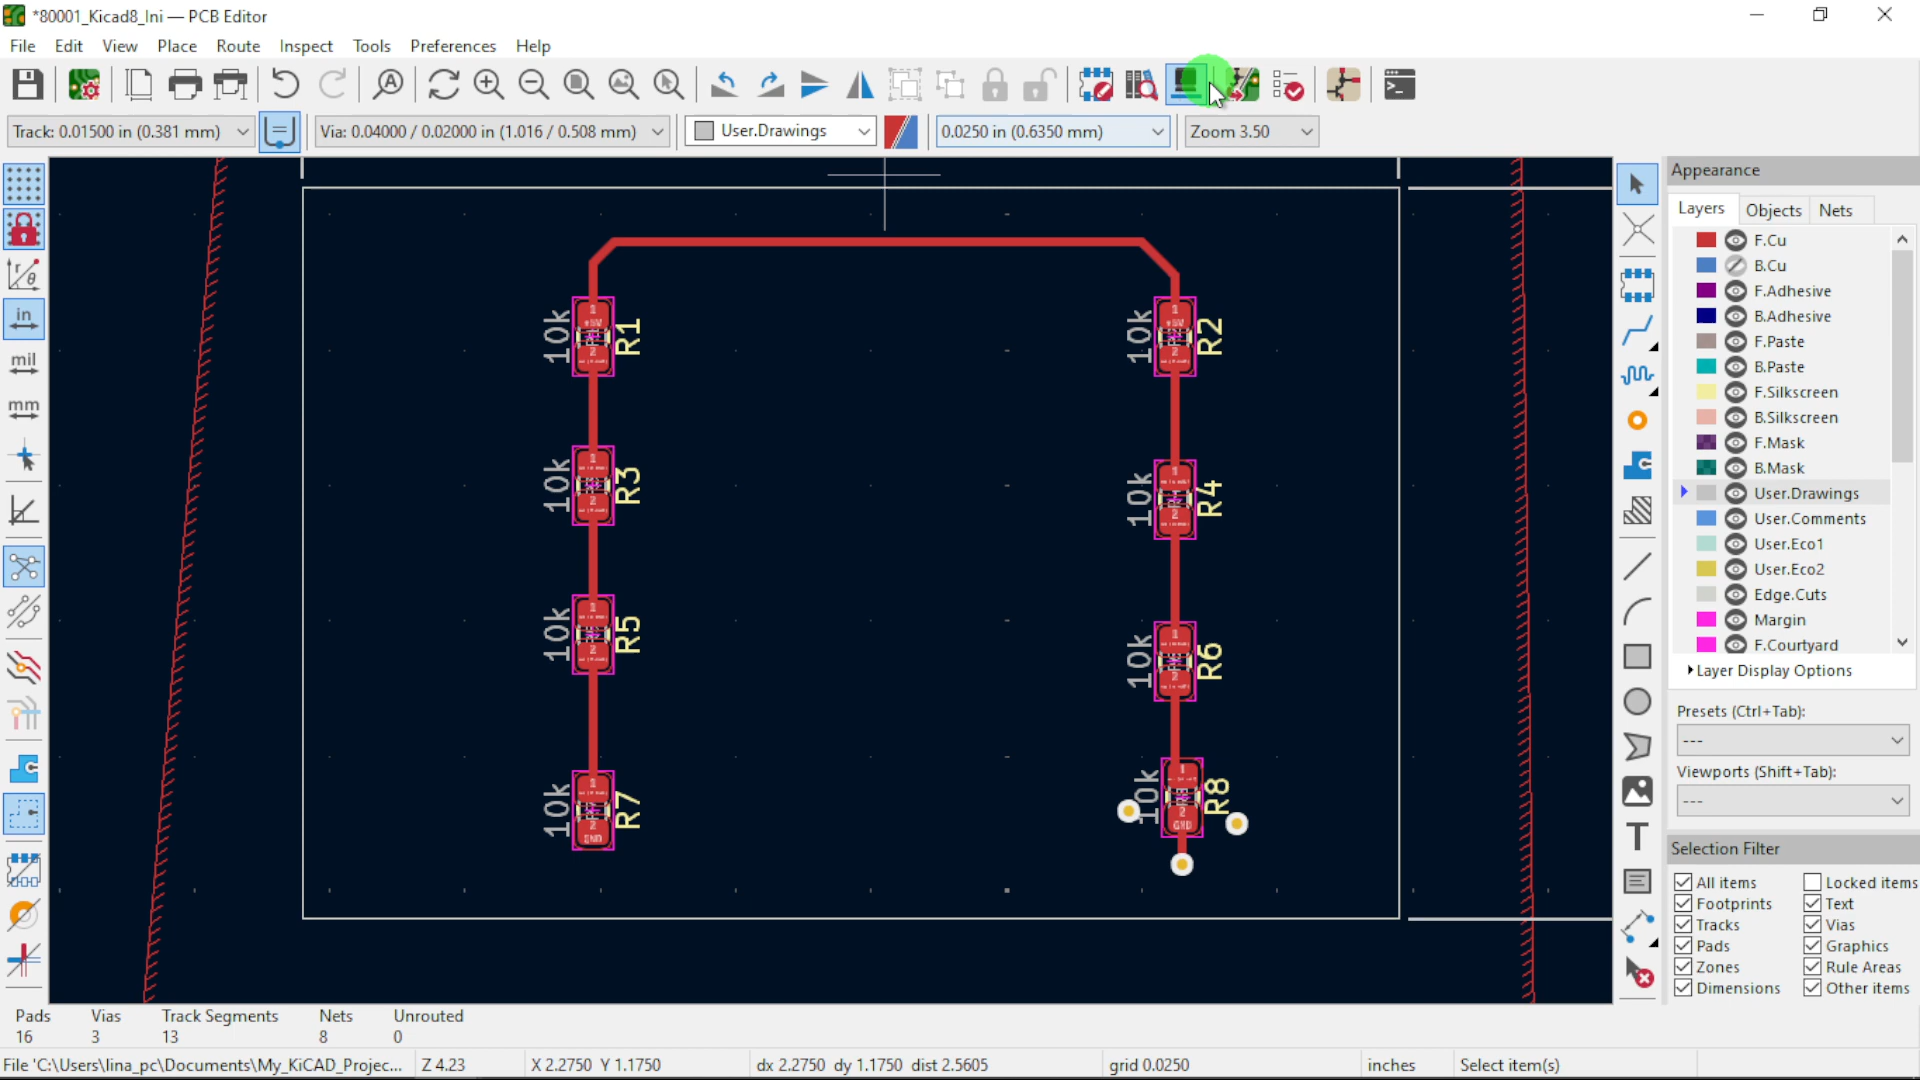 *80001_Kicad8_Ini — PCB Editor
File Edit View Place Route Inspect Tools Preferences Help
Track: 0.01500 in (0.381 mm) Via: 0.04000 / 0.02000 in (1.016 / 0.508 mm) User.Drawings 0.0250 in (0.6350 mm) Zoom 3.50
in
mil
mm
10k R1
10k R2
10k R3
10k R4
10k R5
10k R6
10k R7
10k R8
Appearance
Layers Objects Nets
F.Cu
B.Cu
F.Adhesive
B.Adhesive
F.Paste
B.Paste
F.Silkscreen
B.Silkscreen
F.Mask
B.Mask
User.Drawings
User.Comments
User.Eco1
User.Eco2
Edge.Cuts
Margin
F.Courtyard
Layer Display Options
Presets (Ctrl+Tab):
---
Viewports (Shift+Tab):
---
Selection Filter
All items Locked items
Footprints Text
Tracks Vias
Pads Graphics
Zones Rule Areas
Dimensions Other items
Pads Vias Track Segments Nets Unrouted
16 3 13 8 0
File 'C:\Users\lina_pc\Documents\My_KiCAD_Projec... Z 4.23 X 2.2750 Y 1.1750 dx 2.2750 dy 1.1750 dist 2.5605 grid 0.0250 inches Select item(s)